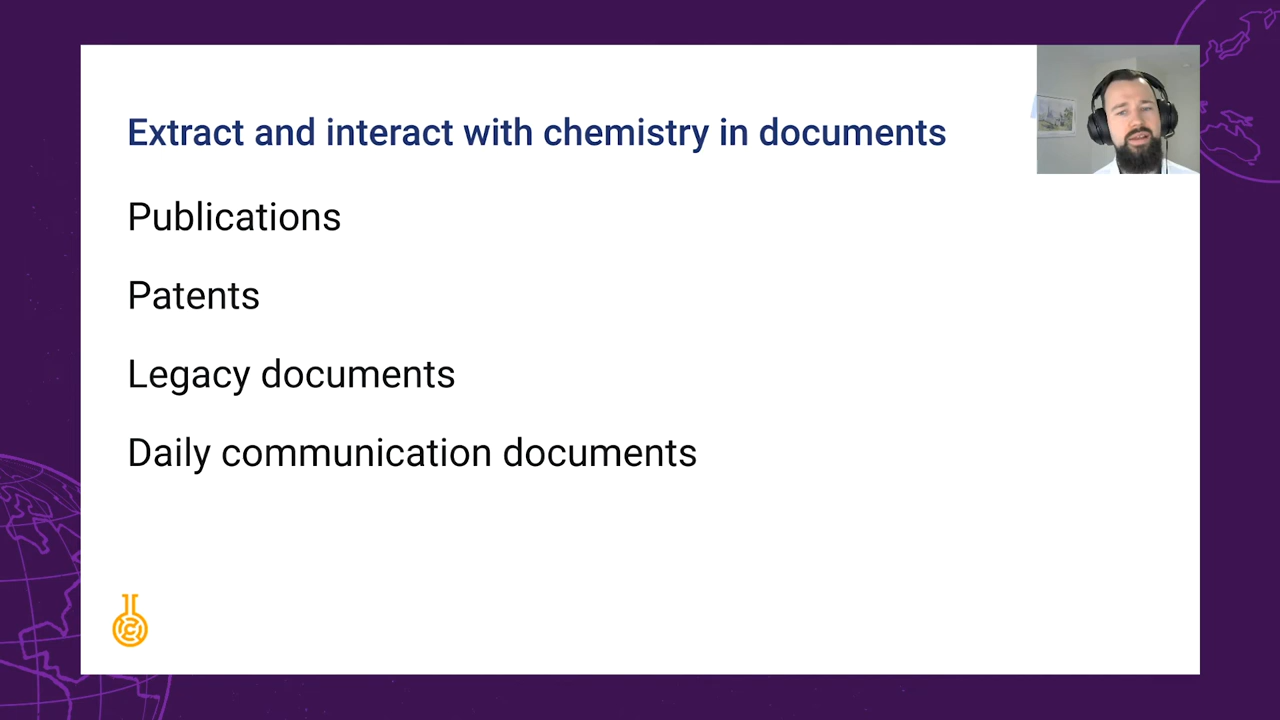 Extract and interact with chemistry in documents
Publications
Patents
Legacy documents
Daily communication documents